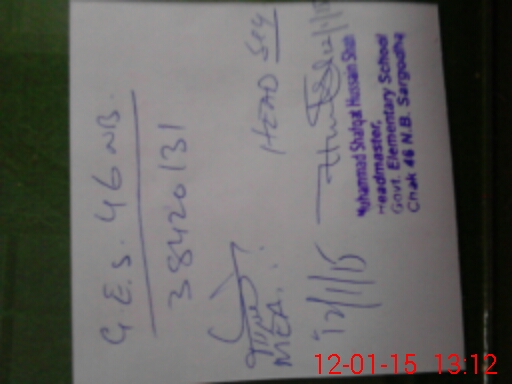 G.E.S. 46 NB.
38420131
MEA.
HEAD Sig
12/1/15
Muhammad Shafqat Hussain Shah
Headmaster,
Govt. Elementary School
Chak 46 N.B. Sargodha
12-01-15 13:12